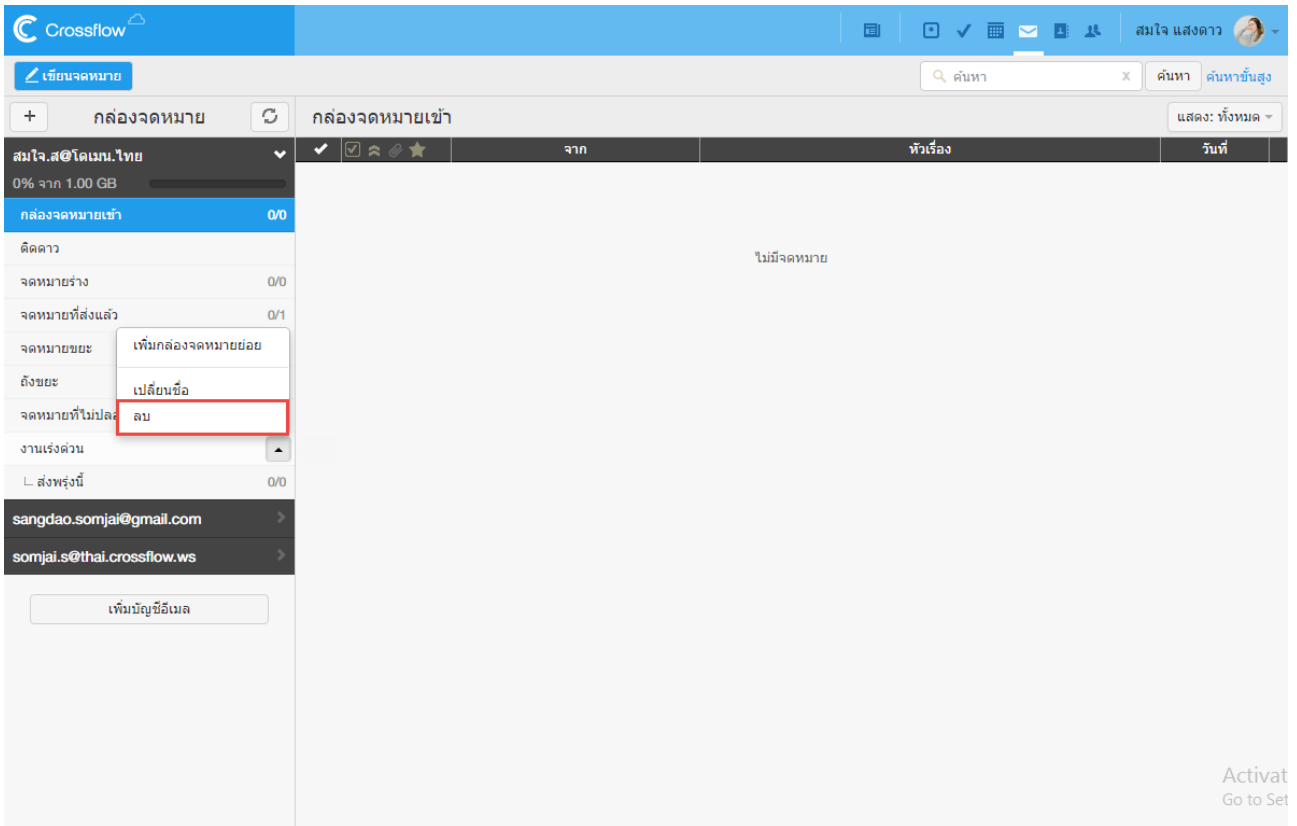 Crossflow
สมใจ แสงดาว
เขียนจดหมาย
ค้นหา
x
ค้นหา
ค้นหาขั้นสูง
+
กล่องจดหมาย
กล่องจดหมายเข้า
แสดง: ทั้งหมด
สมใจ.ส@โดเมน.ไทย
จาก
หัวเรื่อง
วันที่
0% จาก 1.00 GB
กล่องจดหมายเข้า 0/0
ติดดาว
ไม่มีจดหมาย
จดหมายร่าง 0/0
จดหมายที่ส่งแล้ว 0/1
จดหมายขยะ
เพิ่มกล่องจดหมายย่อย
ถังขยะ
เปลี่ยนชื่อ
จดหมายที่ไม่ปลอ
ลบ
งานเร่งด่วน
ส่งพรุ่งนี้ 0/0
sangdao.somjai@gmail.com
somjai.s@thai.crossflow.ws
เพิ่มบัญชีอีเมล
Activat
Go to Set